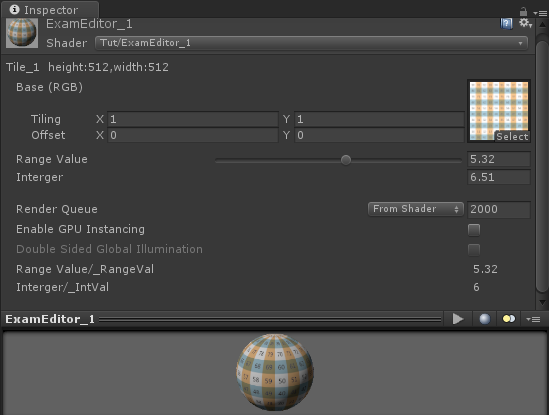 Inspector
ExamEditor_1
Shader Tut/ExamEditor_1
Tile_1 height:512,width:512
Base (RGB)
Tiling X 1 Y 1
Offset X 0 Y 0
Select
Range Value 5.32
Interger 6.51
Render Queue From Shader 2000
Enable GPU Instancing
Double Sided Global Illumination
Range Value/_RangeVal 5.32
Interger/_IntVal 6
ExamEditor_1